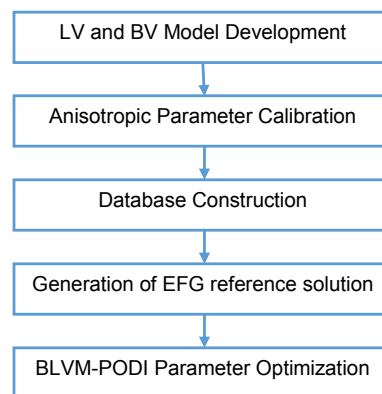 LV and BV Model Development
Anisotropic Parameter Calibration
Database Construction
Generation of EFG reference solution
BLVM-PODI Parameter Optimization